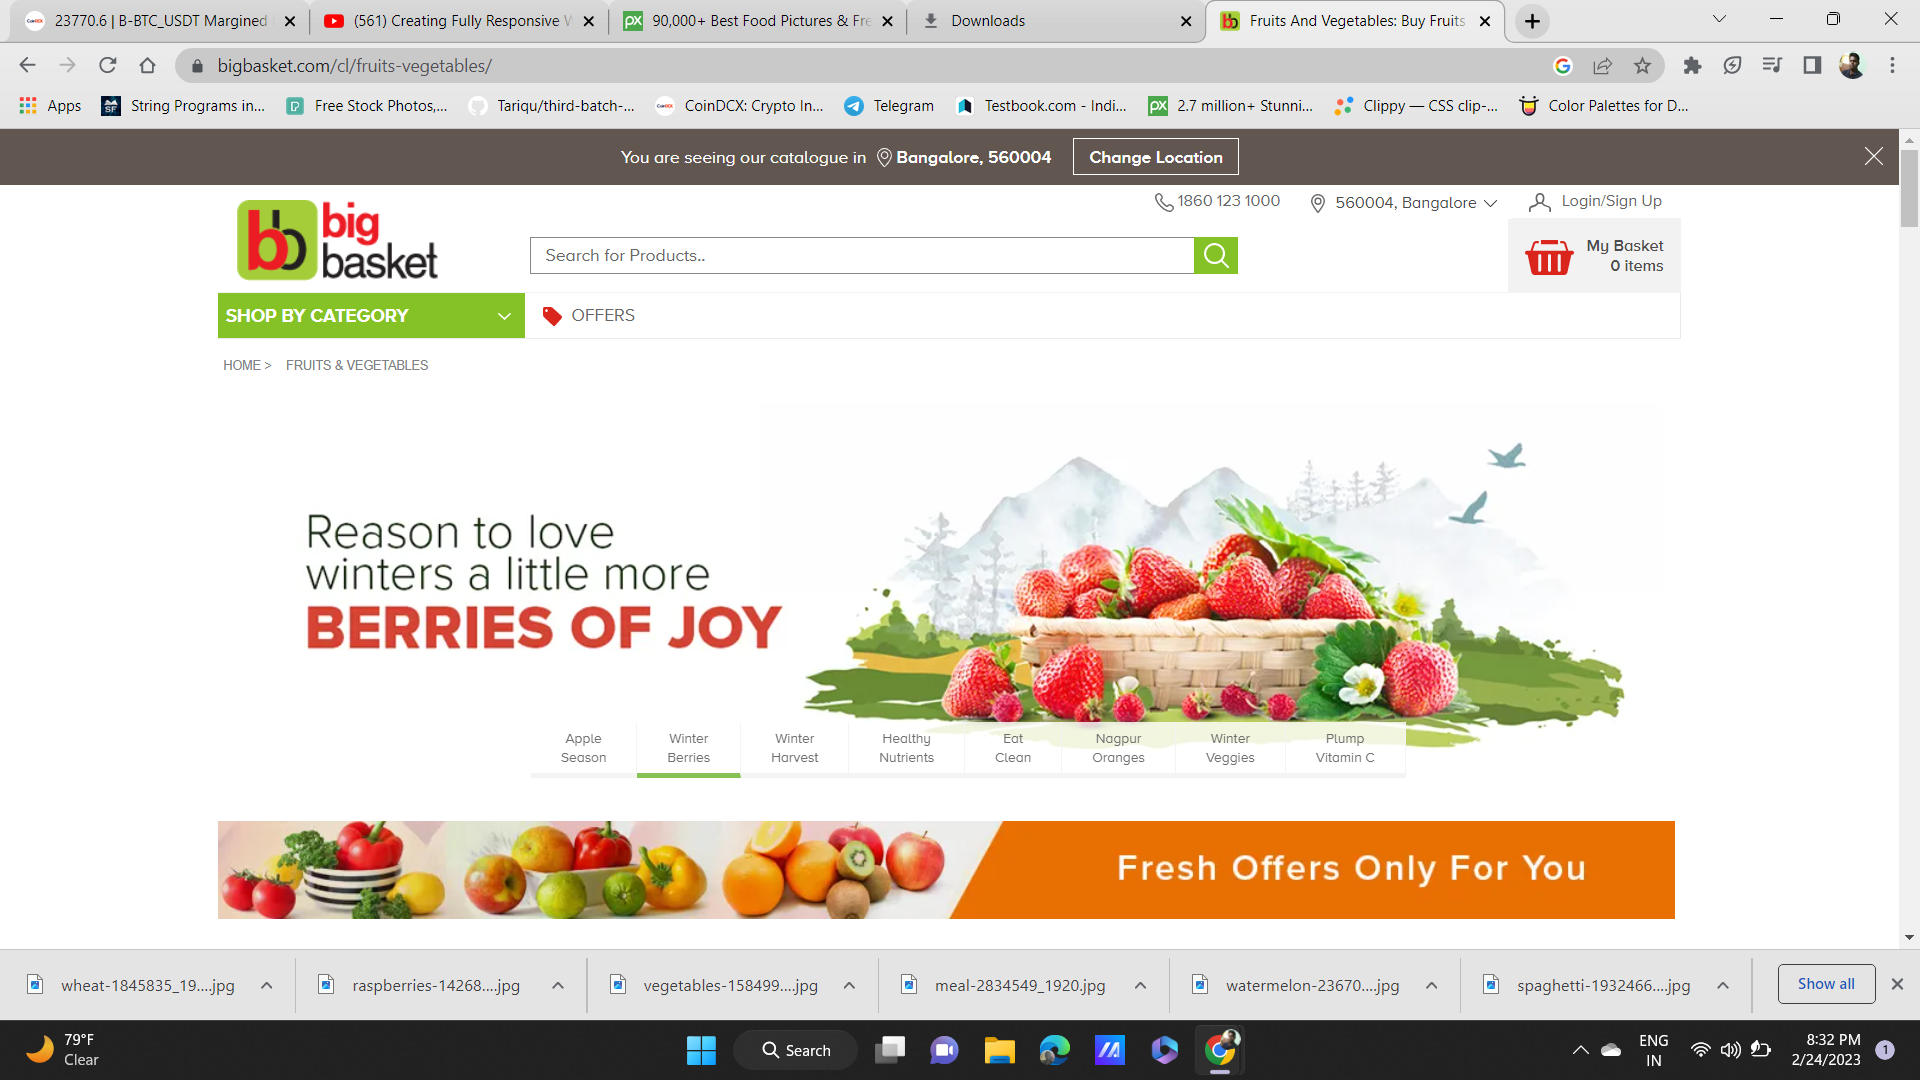 23770.6 | B-BTC_USDT Margined
(561) Creating Fully Responsive W
90,000+ Best Food Pictures & Fre
Downloads
Fruits And Vegetables: Buy Fruits
bigbasket.com/cl/fruits-vegetables/
Apps
String Programs in...
Free Stock Photos,...
Tariqu/third-batch-...
CoinDCX: Crypto In...
Telegram
Testbook.com - Indi...
2.7 million+ Stunni...
Clippy — CSS clip-...
Color Palettes for D...
You are seeing our catalogue in Bangalore, 560004 Change Location
1860 123 1000
560004, Bangalore
Login/Sign Up
bb big
basket
Search for Products..
My Basket
0 items
SHOP BY CATEGORY
OFFERS
HOME > FRUITS & VEGETABLES
Reason to love
winters a little more
BERRIES OF JOY
Apple
Season
Winter
Berries
Winter
Harvest
Healthy
Nutrients
Eat
Clean
Nagpur
Oranges
Winter
Veggies
Plump
Vitamin C
Fresh Offers Only For You
wheat-1845835_19....jpg
raspberries-14268....jpg
vegetables-158499....jpg
meal-2834549_1920.jpg
watermelon-23670....jpg
spaghetti-1932466....jpg
Show all
79°F
Clear
Search
ENG
IN
8:32 PM
2/24/2023
1